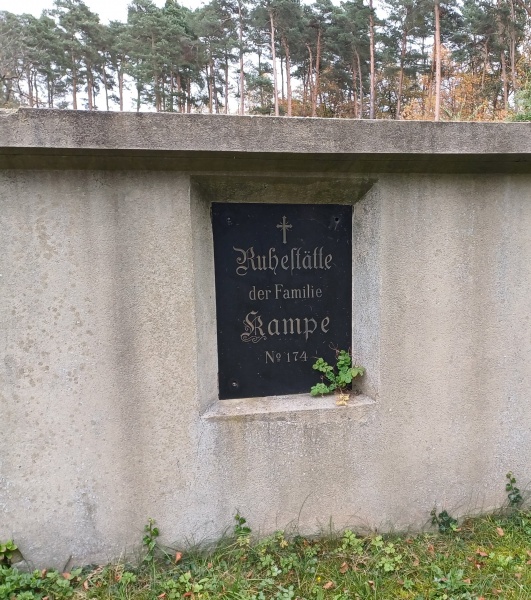 Ruhestätte
der Familie
Kampe
No 174